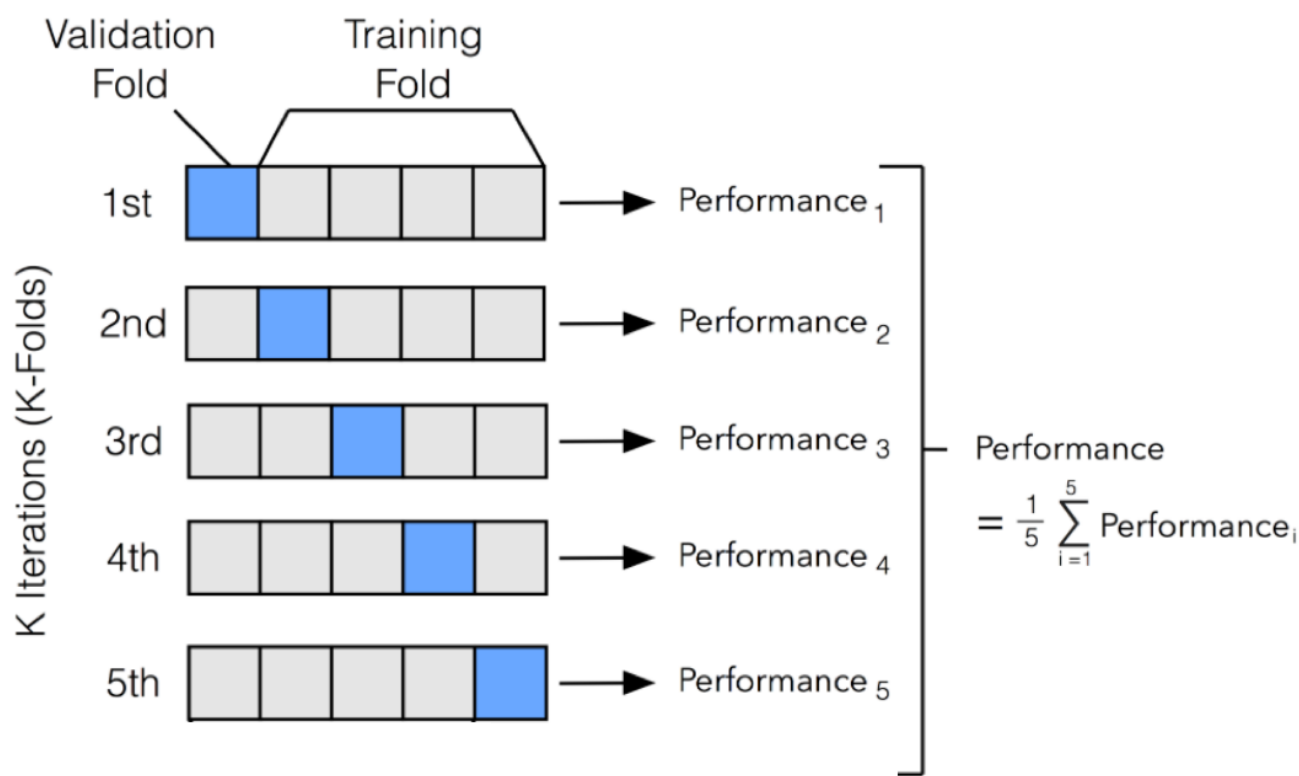 Validation
Fold
Training
Fold
K Iterations (K-Folds)
1st
Performance 1
2nd
Performance 2
3rd
Performance 3
4th
Performance 4
5th
Performance 5
Performance
= 1/5 5∑i=1 Performancei